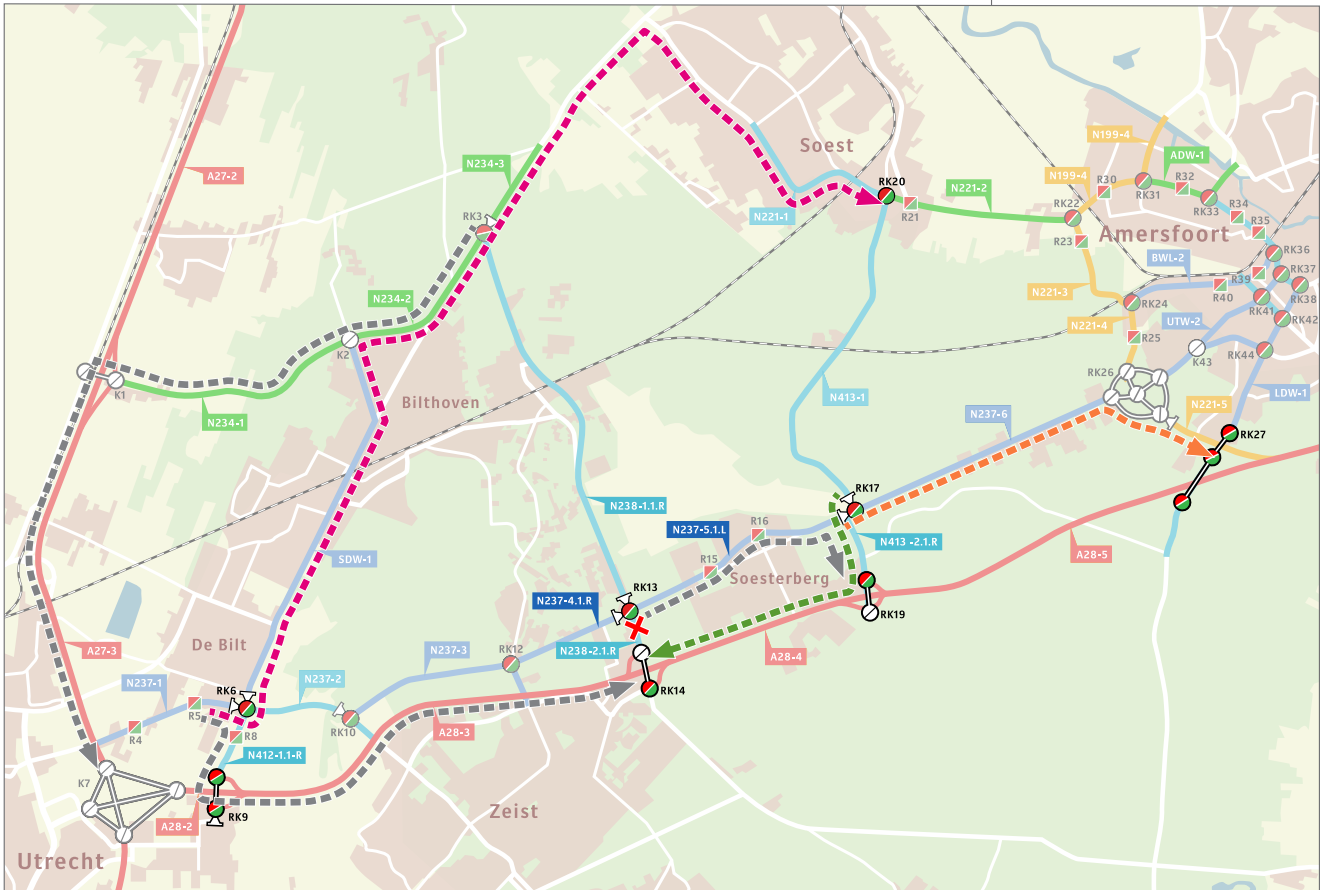 Soest
N199-4
ADW-1
N234-3
A27-2
N199-4
R30
R32
RK20
RK31
N221-2
R21
RK22
RK33
R34
R35
RK3
N221-1
R23
Amersfoort
RK36
BWL-2
R39
RK37
R40
RK38
N234-2
N221-3
RK24
RK41
UTW-2
RK42
N221-4
R25
K2
K43
RK44
K1
RK26
N413-1
LDW-1
Bilthoven
N237-6
N221-5
N234-1
RK27
RK17
N238-1.1.R
R16
N237-5.1.L
N413 -2.1.R
SDW-1
A28-5
R15
Soesterberg
RK13
N237-4.1.R
RK19
De Bilt
A27-3
N237-3
RK12
N238-2.1.R
A28-4
N237-1
N237-2
RK6
RK14
R5
R4
R8
RK10
A28-3
N412-1.1-R
K7
RK9
A28-2
Zeist
Utrecht